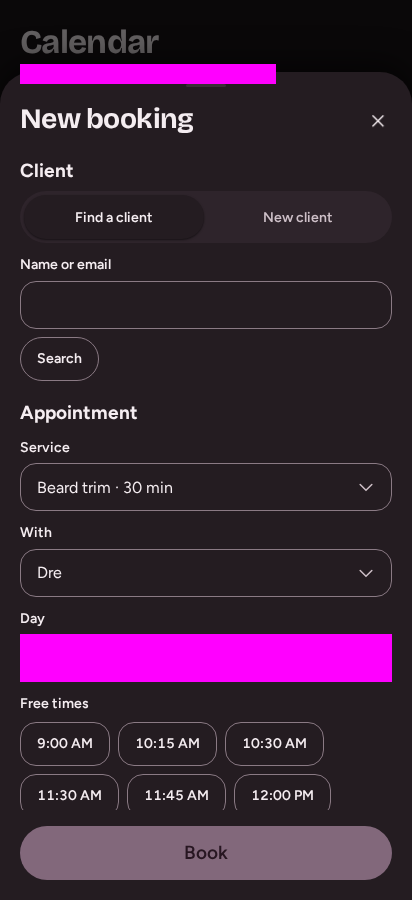 Calendar
New booking
Client
Find a client
New client
Name or email
Search
Appointment
Service
Beard trim · 30 min
With
Dre
Day
Free times
9:00 AM
10:15 AM
10:30 AM
11:30 AM
11:45 AM
12:00 PM
Book